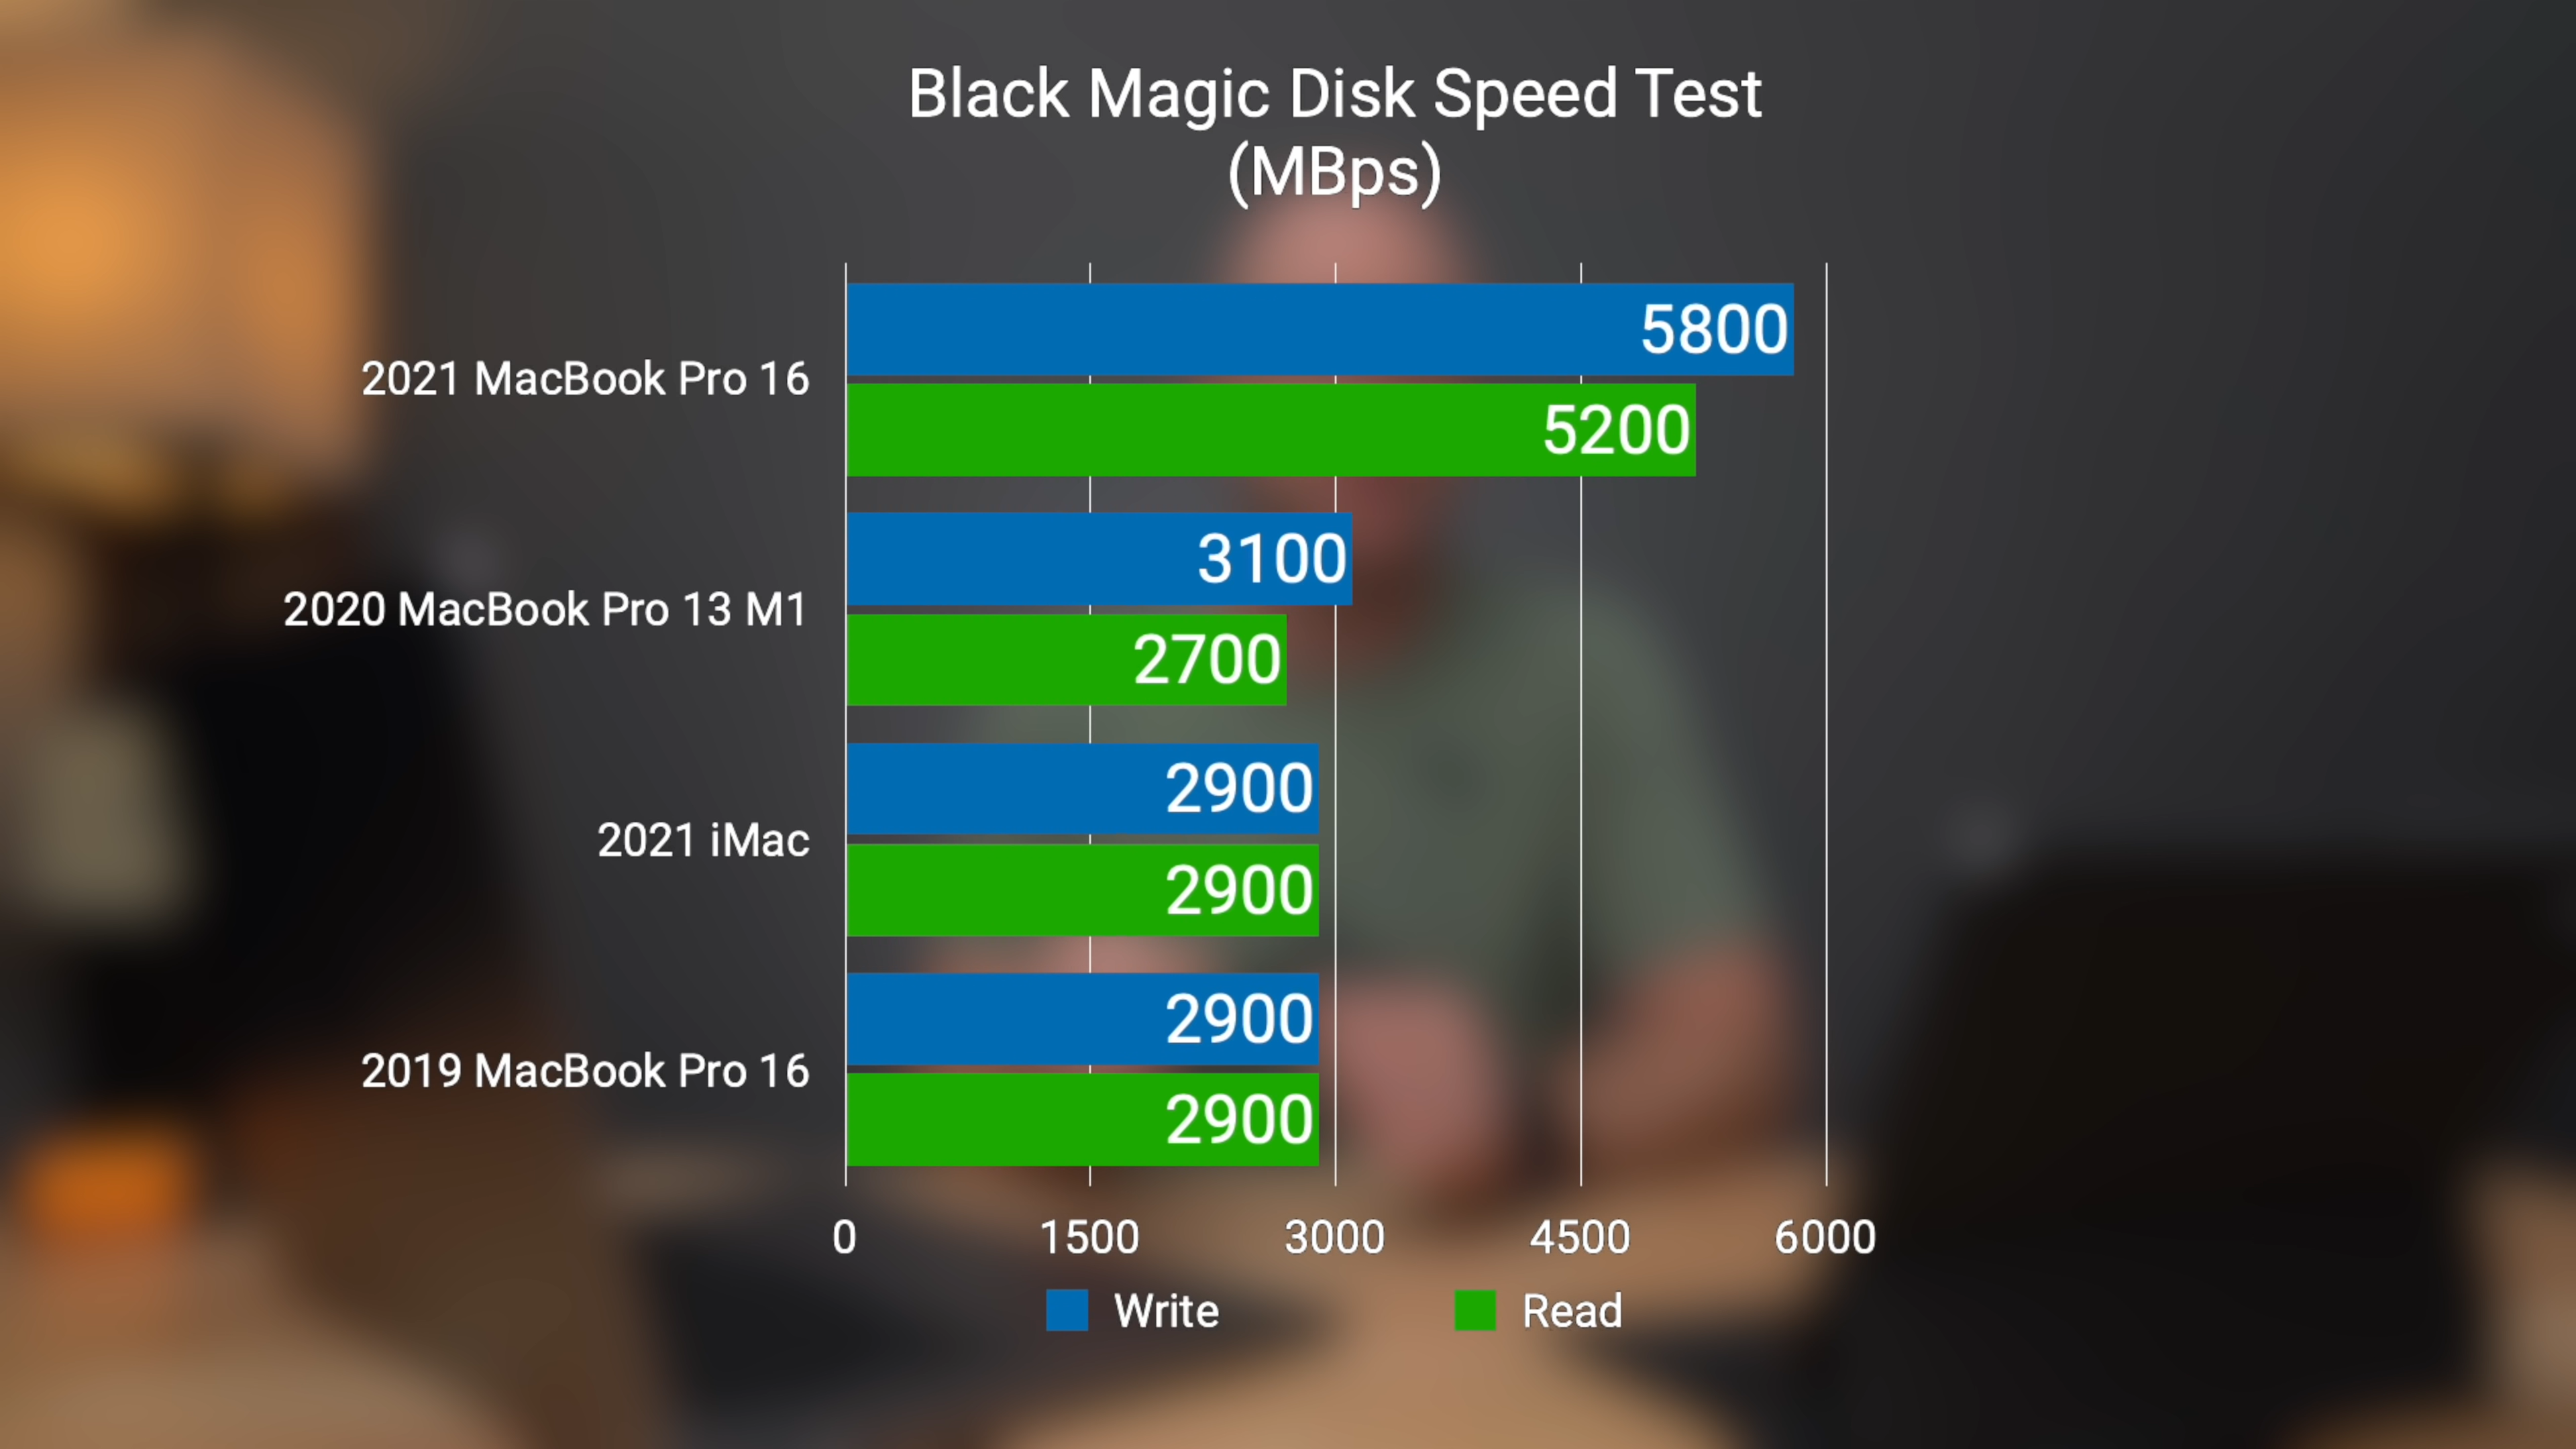 Black Magic Disk Speed Test
(MBps)
2021 MacBook Pro 16
5800
5200
2020 MacBook Pro 13 M1
3100
2700
2021 iMac
2900
2900
2019 MacBook Pro 16
2900
2900
0 1500 3000 4500 6000
Write Read